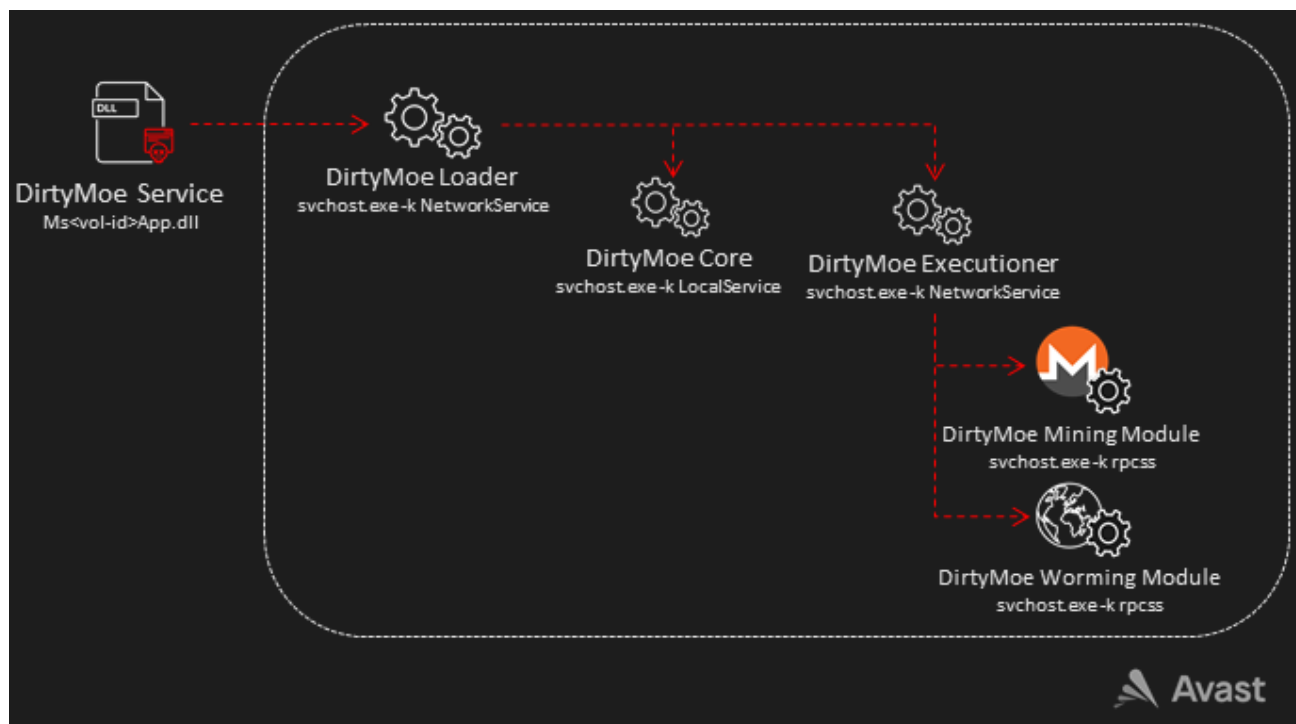 DLL
DirtyMoe Service
Ms<vol-id>App.dll
DirtyMoe Loader
svchost.exe -k NetworkService
DirtyMoe Core
svchost.exe -k LocalService
DirtyMoe Executioner
svchost.exe -k NetworkService
DirtyMoe Mining Module
svchost.exe -k rpcss
DirtyMoe Worming Module
svchost.exe -k rpcss
Avast